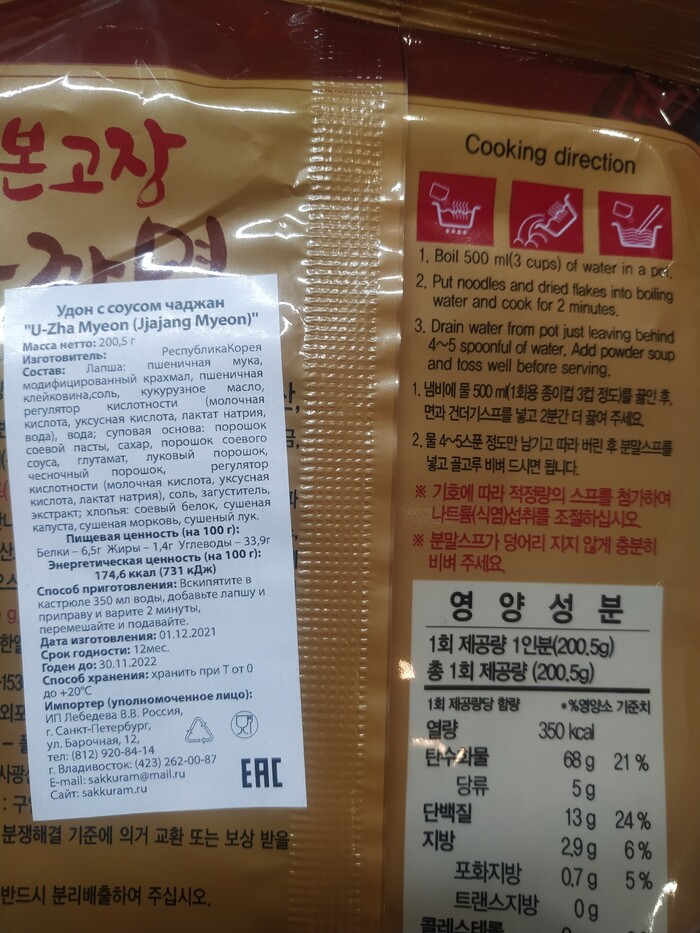 본고장
Удон с соусом чаджан
"U-Zha Myeon (Jjajang Myeon)"
Масса нетто: 200,5 г
Изготовитель: РеспубликаКорея
Состав: Лапша: пшеничная мука,
модифицированный крахмал, пшеничная
клейковина,соль, кукурузное масло,
регулятор кислотности (молочная
кислота, уксусная кислота, лактат натрия,
вода), вода; суповая основа: порошок
соевой пасты, сахар, порошок соевого
соуса, глутамат, луковый порошок,
чесночный порошок, регулятор
кислотности (молочная кислота, уксусная
кислота, лактат натрия), соль, загуститель,
экстракт; хлопья: соевый белок, сушеная
капуста, сушеная морковь, сушеный лук.
Пищевая ценность (на 100 г):
Белки – 6,5г Жиры – 1,4г Углеводы – 33,9г
Энергетическая ценность (на 100 г):
174,6 ккал (731 кДж)
Способ приготовления: Вскипятите в
кастрюле 350 мл воды, добавьте лапшу и
приправу и варите 2 минуты,
перемешайте и подавайте.
Дата изготовления: 01.12.2021
Срок годности: 12мес.
Годен до: 30.11.2022
Способ хранения: хранить при Т от 0
до +20°С
Импортер (уполномоченное лицо):
ИП Лебедева В.В. Россия,
г. Санкт-Петербург,
ул. Барочная, 12,
тел: (812) 920-84-14
г. Владивосток: (423) 262-00-87
E-mail: sakkuram@mail.ru
Сайт: sakkuram.ru
EAC
분쟁해결 기준에 의거 교환 또는 보상 받을
반드시 분리배출하여 주십시오.
Cooking direction
1. Boil 500 ml(3 cups) of water in a pot.
2. Put noodles and dried flakes into boiling
water and cook for 2 minutes.
3. Drain water from pot just leaving behind
4~5 spoonful of water. Add powder soup
and toss well before serving.
1. 냄비에 물 500 ml(1회용 종이컵 3컵 정도)를 끓인 후,
면과 건더기스프를 넣고 2분간 더 끓여 주세요.
2. 물 4~5스푼 정도만 남기고 따라 버린 후 분말스프를
넣고 골고루 비벼 드시면 됩니다.
※ 기호에 따라 적정량의 스프를 첨가하여
나트륨(식염)섭취를 조절하십시오.
※ 분말스프가 덩어리 지지 않게 충분히
비벼 주세요.
영 양 성 분
1회 제공량 1인분(200.5g)
총 1회 제공량 (200.5g)
1회 제공량당 함량 *%영양소 기준치
열량 350 kcal
탄수화물 68 g 21 %
당류 5 g
단백질 13 g 24 %
지방 2.9 g 6 %
포화지방 0.7 g 5 %
트랜스지방 0 g
콜레스테롤